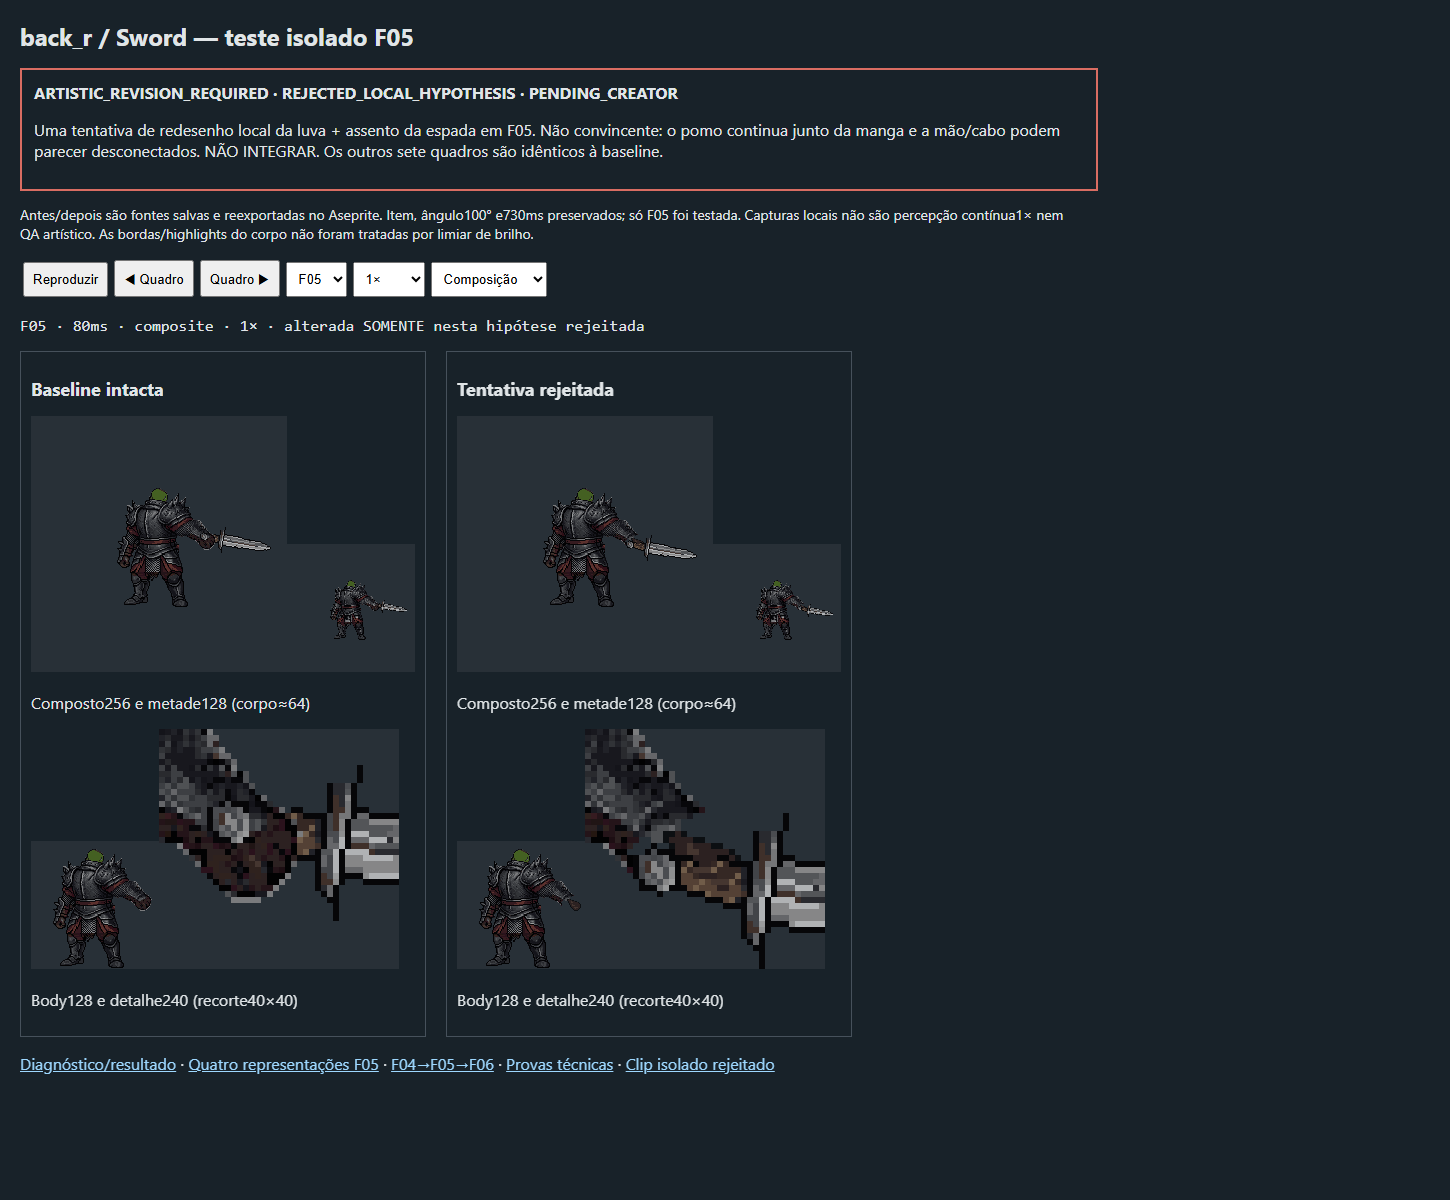 back_r / Sword — teste isolado F05
ARTISTIC_REVISION_REQUIRED · REJECTED_LOCAL_HYPOTHESIS · PENDING_CREATOR
Uma tentativa de redesenho local da luva + assento da espada em F05. Não convincente: o pomo continua junto da manga e a mão/cabo podem
parecer desconectados. NÃO INTEGRAR. Os outros sete quadros são idênticos à baseline.
Antes/depois são fontes salvas e reexportadas no Aseprite. Item, ângulo100° e730ms preservados; só F05 foi testada. Capturas locais não são percepção contínua1× nem
QA artístico. As bordas/highlights do corpo não foram tratadas por limiar de brilho.
Reproduzir ◀ Quadro Quadro ▶ F05 1× Composição
F05 · 80ms · composite · 1× · alterada SOMENTE nesta hipótese rejeitada
Baseline intacta
Composto256 e metade128 (corpo≈64)
Body128 e detalhe240 (recorte40×40)
Tentativa rejeitada
Composto256 e metade128 (corpo≈64)
Body128 e detalhe240 (recorte40×40)
Diagnóstico/resultado · Quatro representações F05 · F04→F05→F06 · Provas técnicas · Clip isolado rejeitado